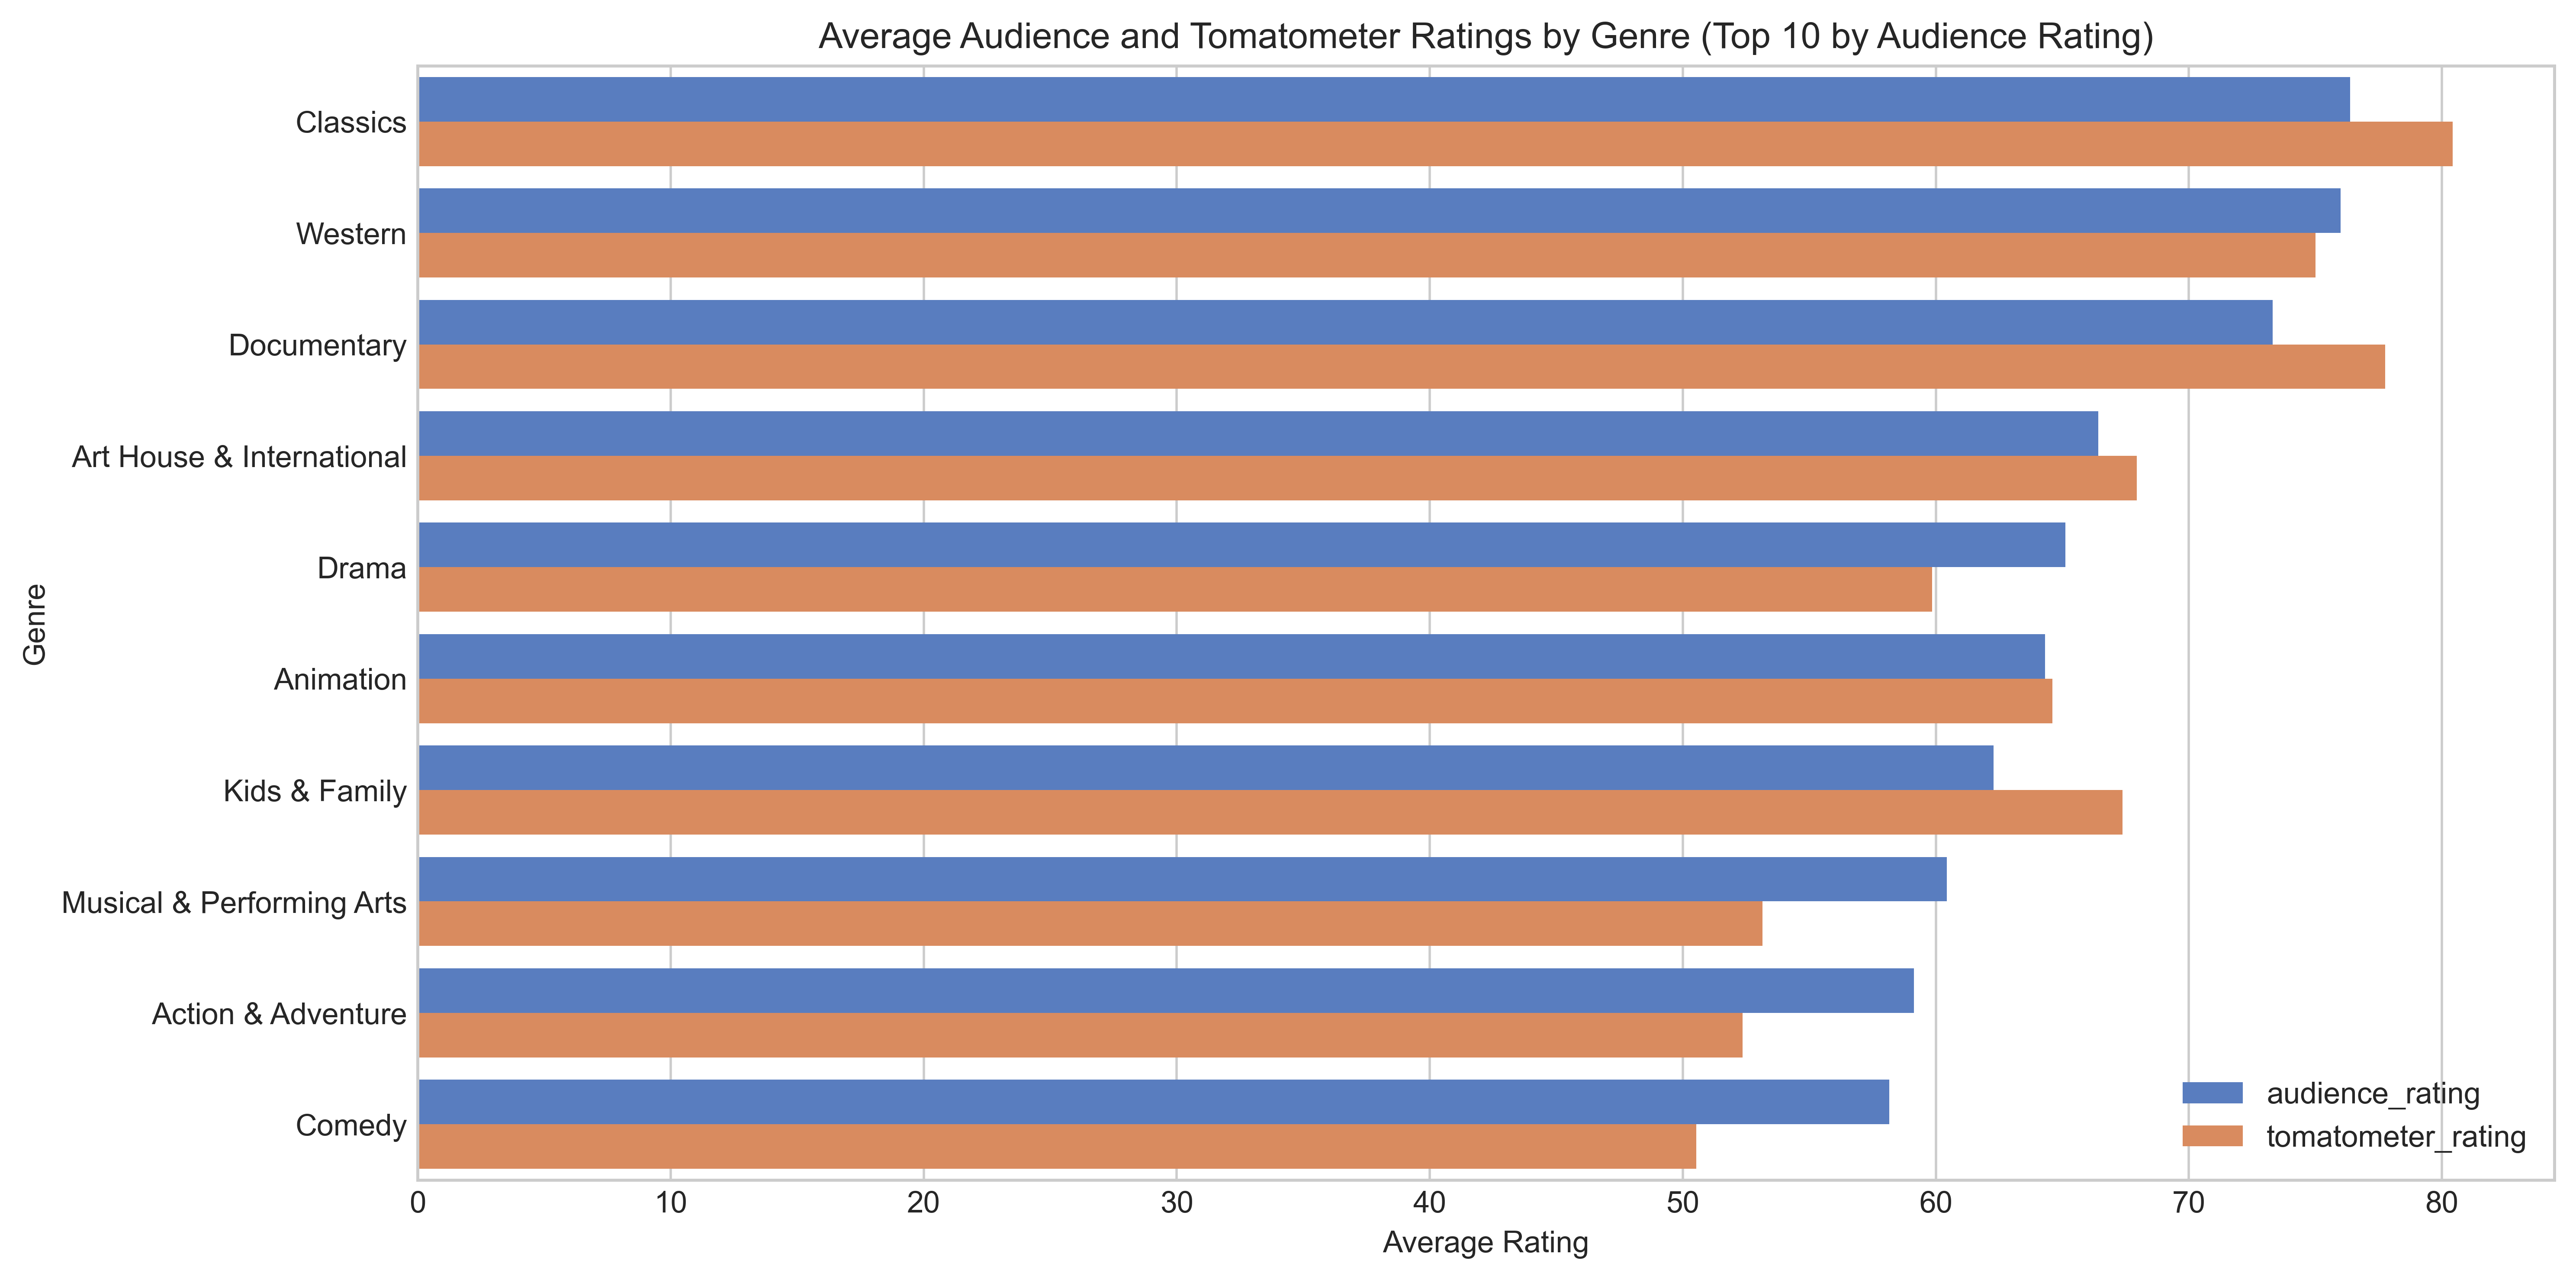 Average Audience and Tomatometer Ratings by Genre (Top 10 by Audience Rating)
Classics
Western
Documentary
Art House & International
Drama
Animation
Kids & Family
Musical & Performing Arts
Action & Adventure
Comedy
Genre
audience_rating
tomatometer_rating
0 10 20 30 40 50 60 70 80
Average Rating